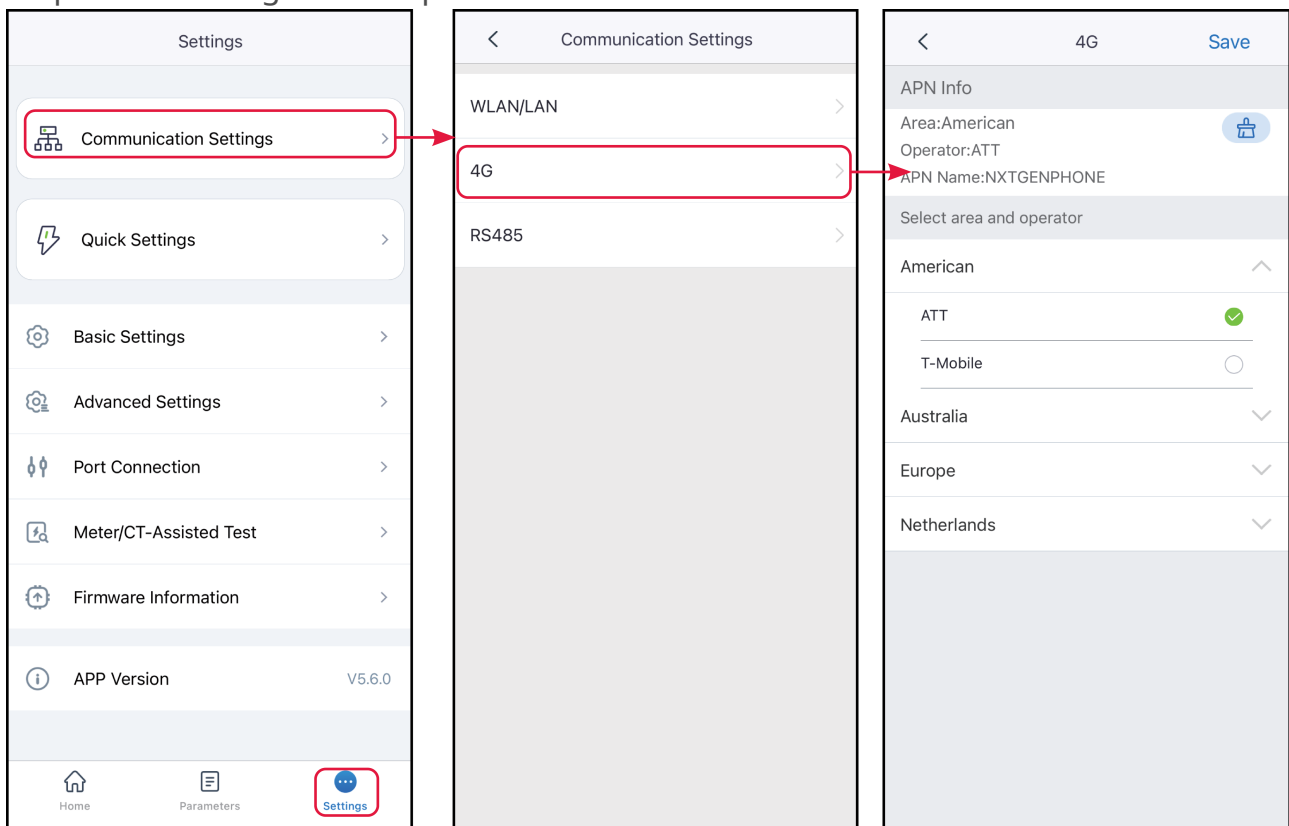 Settings
Communication Settings
Quick Settings
Basic Settings
Advanced Settings
Port Connection
Meter/CT-Assisted Test
Firmware Information
APP Version V5.6.0
Home Parameters Settings
Communication Settings
WLAN/LAN
4G
RS485
4G Save
APN Info
Area:American
Operator:ATT
APN Name:NXTGENPHONE
Select area and operator
American
ATT
T-Mobile
Australia
Europe
Netherlands